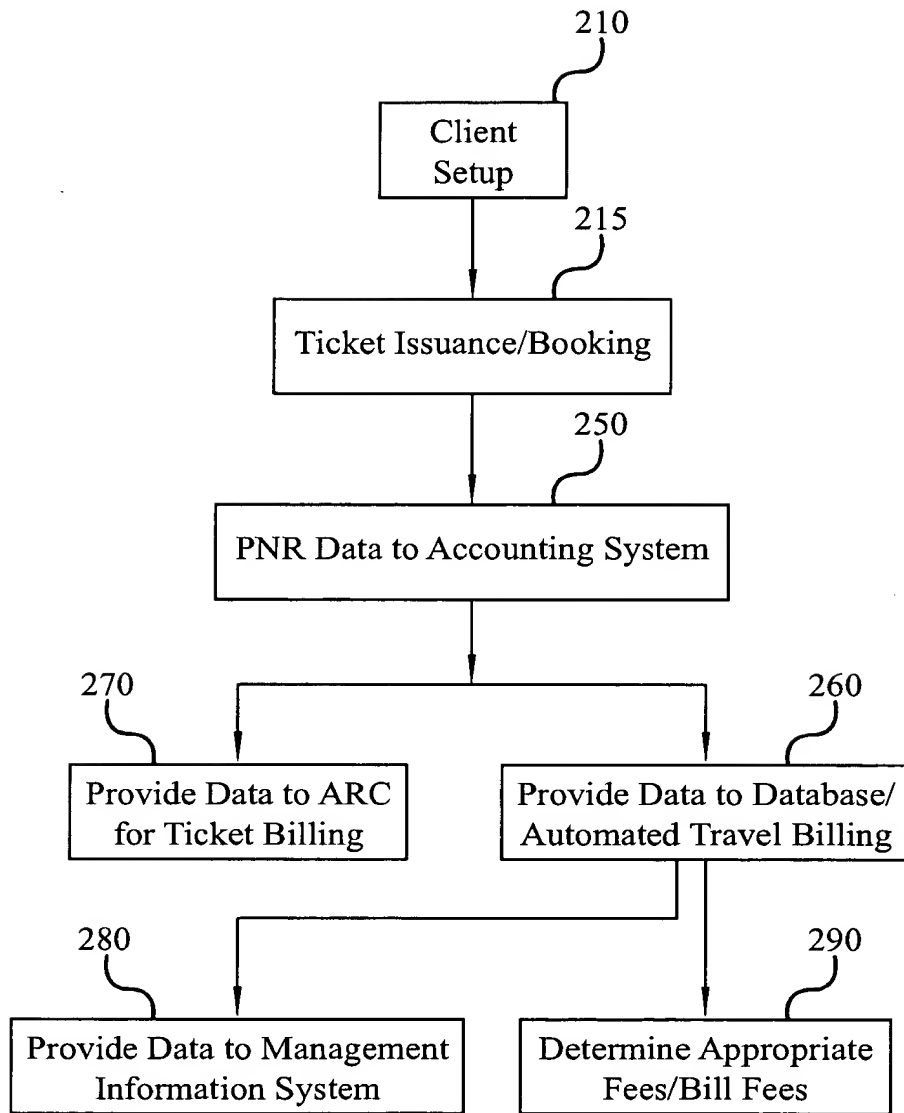 210
Client
Setup
215
Ticket Issuance/Booking
250
PNR Data to Accounting System
270
260
Provide Data to ARC
for Ticket Billing
Provide Data to Database/
Automated Travel Billing
280
290
Provide Data to Management
Information System
Determine Appropriate
Fees/Bill Fees